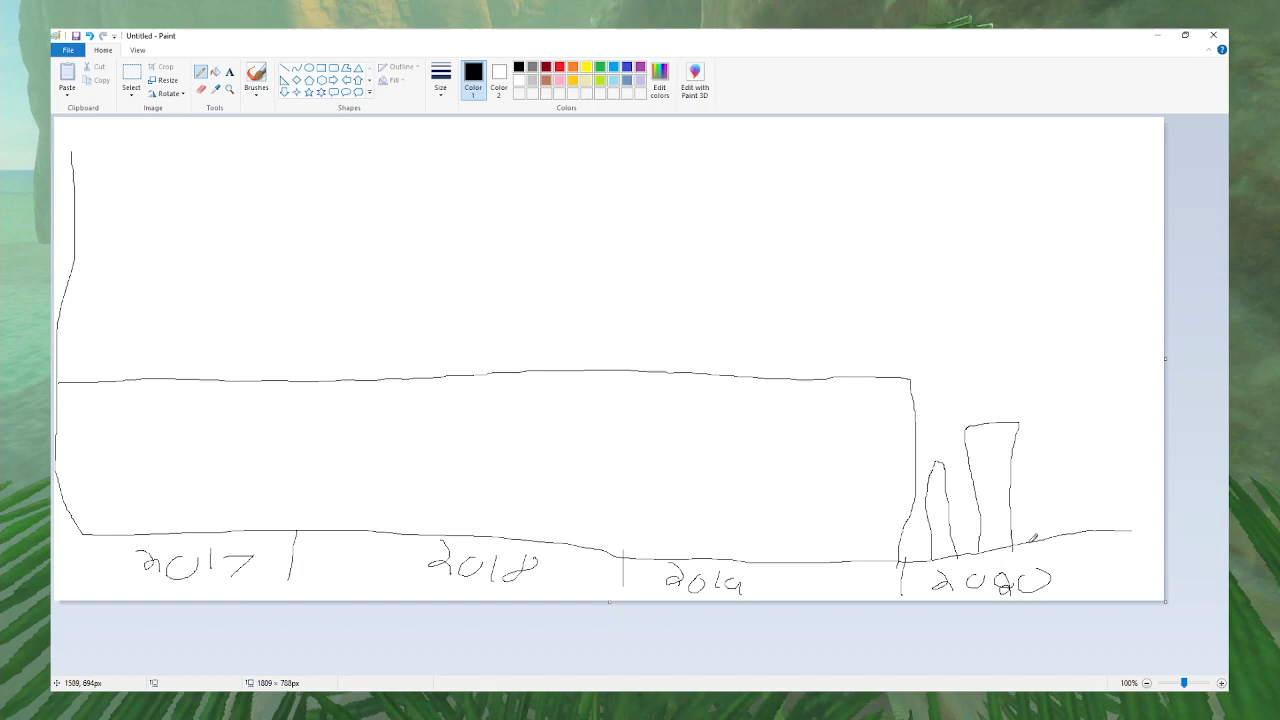 Untitled - Paint
File Home View
Paste Cut Copy Clipboard
Select Crop Resize Rotate Image
A Tools
Brushes
Outline Fill Shapes
Size
Color 1 Color 2 Edit colors Colors
Edit with Paint 3D
2017 2018 2019 2020
1589, 694px 1809 × 788px 100%